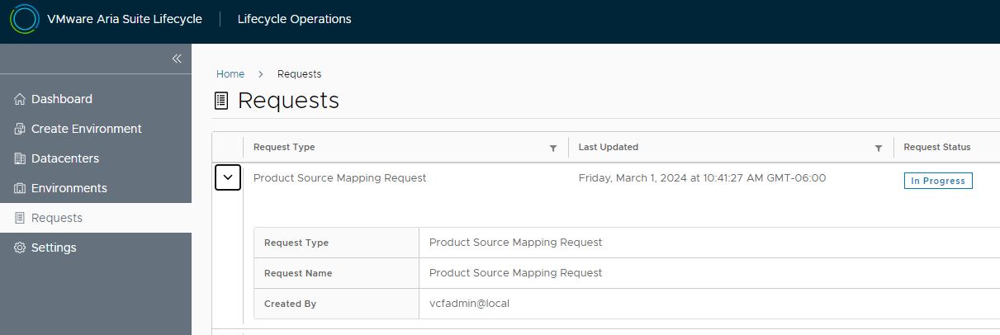 VMware Aria Suite Lifecycle Lifecycle Operations
Dashboard
Create Environment
Datacenters
Environments
Requests
Settings
Home > Requests
Requests
Request Type Last Updated Request Status
Product Source Mapping Request Friday, March 1, 2024 at 10:41:27 AM GMT-06:00 In Progress
Request Type Product Source Mapping Request
Request Name Product Source Mapping Request
Created By vcfadmin@local